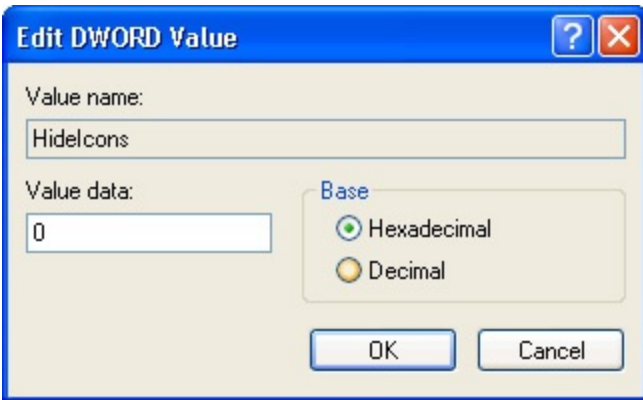 Edit DWORD Value
Value name:
HideIcons
Value data:
0
Base
Hexadecimal
Decimal
OK
Cancel